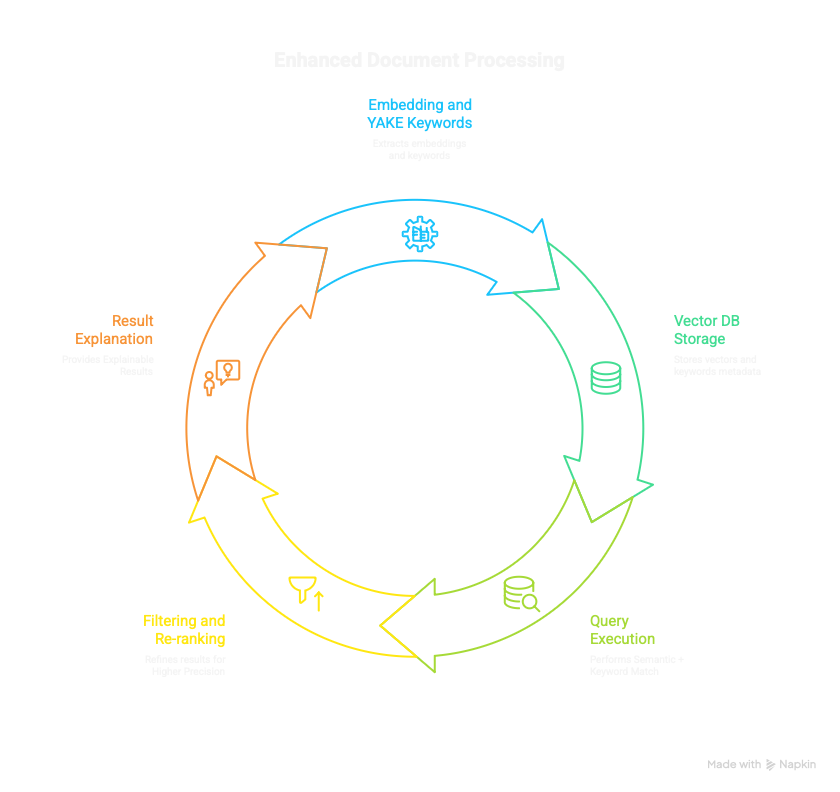 Enhanced Document Processing
Embedding and
YAKE Keywords
Extracts embeddings
and keywords
Vector DB
Storage
Stores vectors and
keywords matadata
Query
Execution
Performs Semantic +
Keyword Match
Filtering and
Re-ranking
Refines results for
Higher Precision
Result
Explanation
Provides Explainable
Results
Made with Napkin